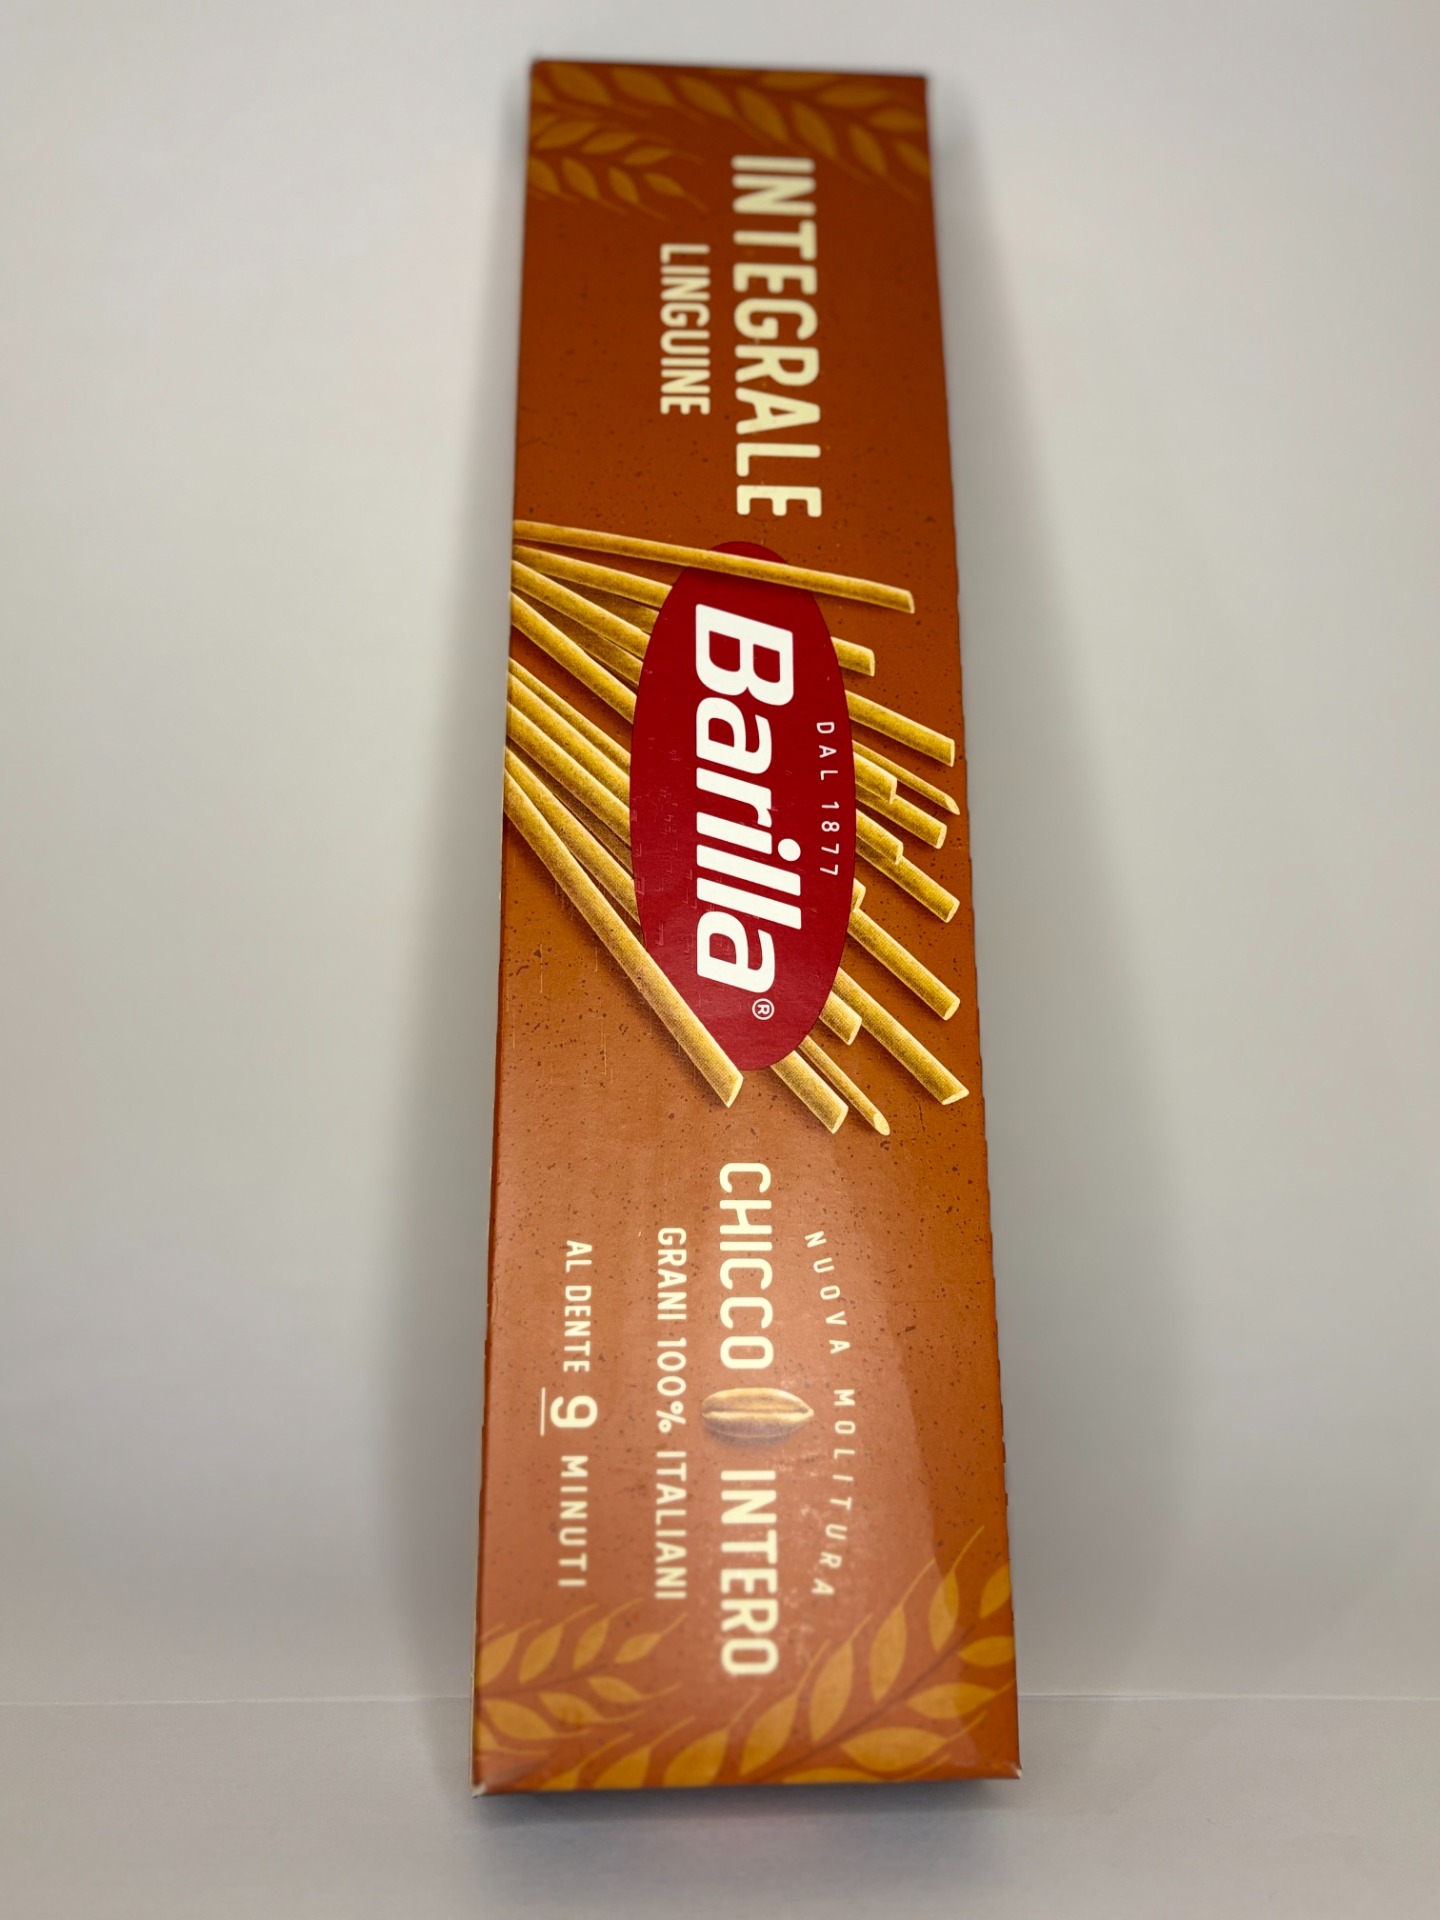 INTEGRALE
LINGUINE
DAL 1877
Barilla®
NUOVA MOLITURA
CHICCO INTERO
GRANI 100% ITALIANI
AL DENTE 9 MINUTI